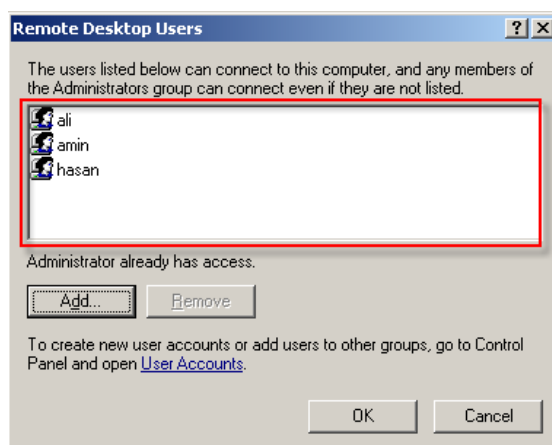 Remote Desktop Users
The users listed below can connect to this computer, and any members of
the Administrators group can connect even if they are not listed.
ali
amin
hasan
Administrator already has access.
Add...
Remove
To create new user accounts or add users to other groups, go to Control
Panel and open User Accounts.
OK
Cancel